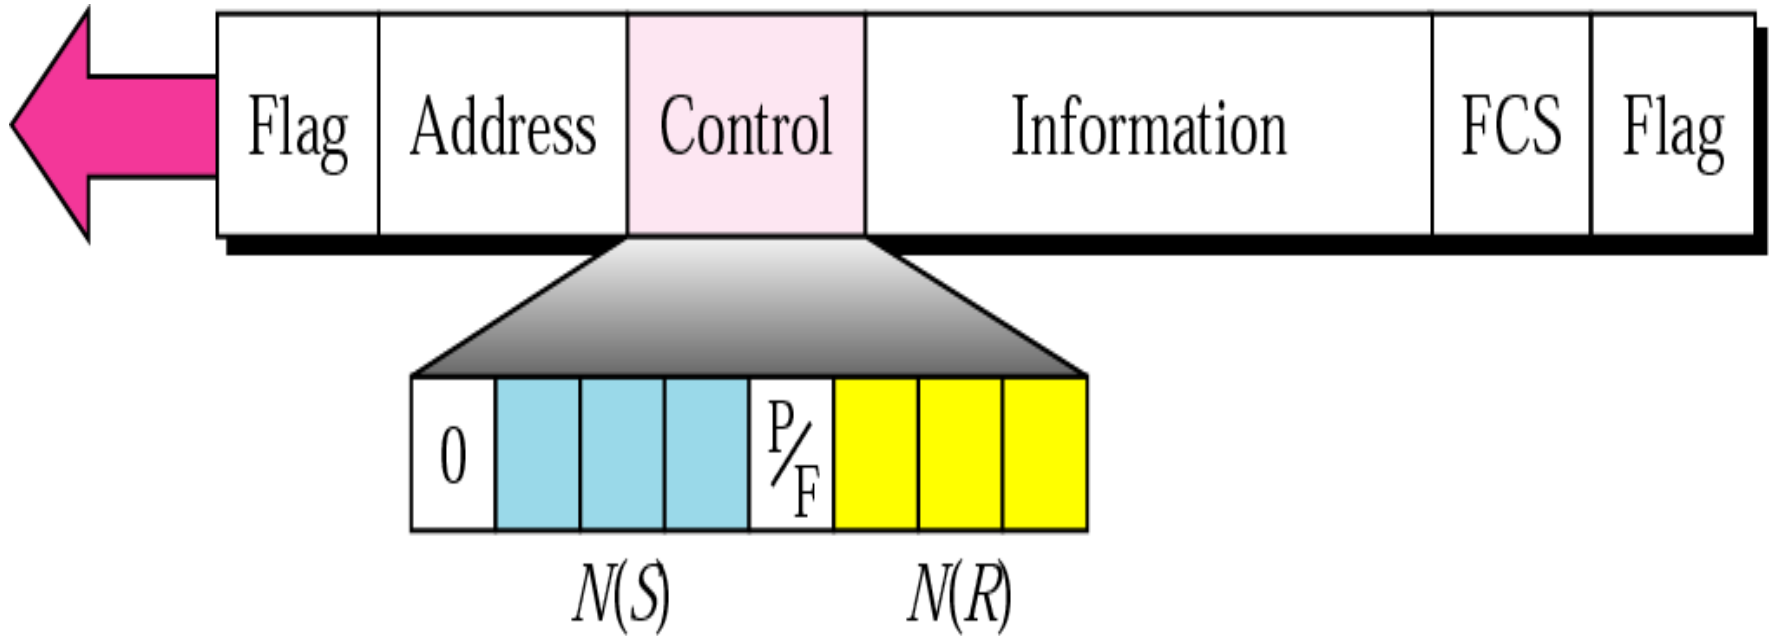 Flag Address Control Information FCS Flag
0 P/F
N(S) N(R)